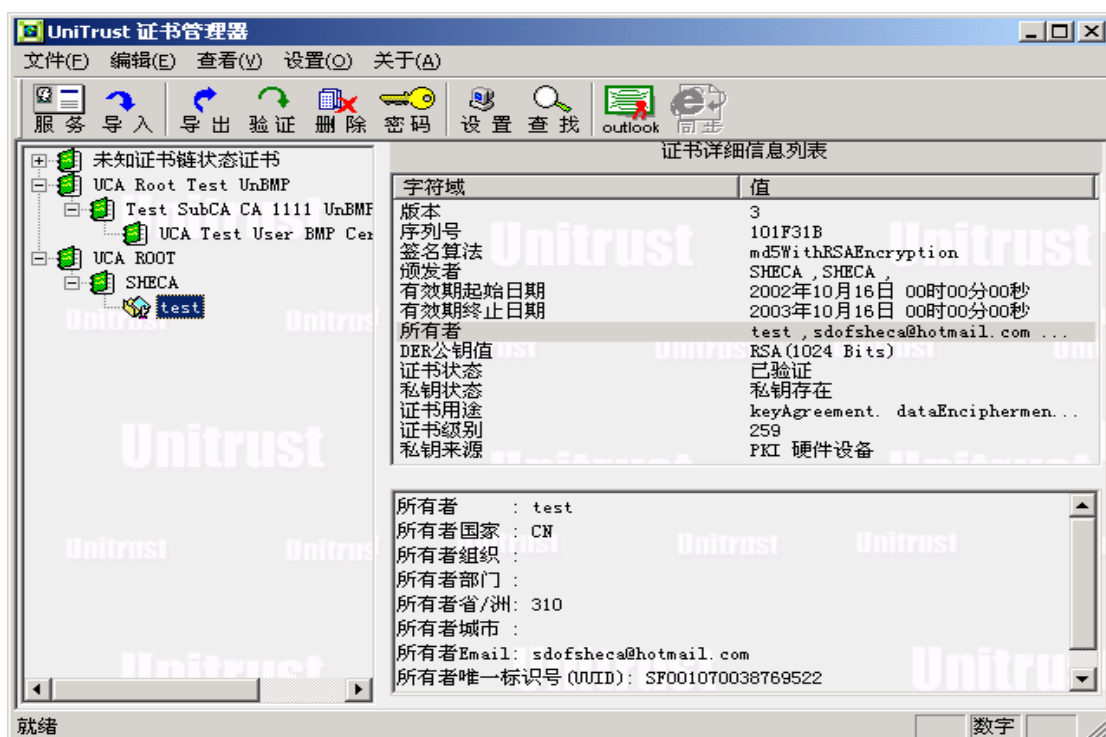 UniTrust 证书管理器
文件(F) 编辑(E) 查看(V) 设置(O) 关于(A)
服务 导入 导出 验证 删除 密码 设置 查找 outlook 同步
未知证书链状态证书
UCA Root Test UnBMP
Test SubCA CA 1111 UnBMP
UCA Test User BMP Cer
UCA ROOT
SHECA
test
证书详细信息列表
字符域 值
版本 3
序列号 101F31B
签名算法 md5WithRSAEncryption
颁发者 SHECA ,SHECA ,
有效期起始日期 2002年10月16日 00时00分00秒
有效期终止日期 2003年10月16日 00时00分00秒
所有者 test ,sdofsheca@hotmail.com ...
DER公钥值 RSA(1024 Bits)
证书状态 已验证
私钥状态 私钥存在
证书用途 keyAgreement. dataEnciphermen...
证书级别 259
私钥来源 PKI 硬件设备
所有者 : test
所有者国家 : CN
所有者组织 :
所有者部门 :
所有者省/洲: 310
所有者城市 :
所有者Email: sdofsheca@hotmail.com
所有者唯一标识号(UUID): SF001070038769522
就绪 数字